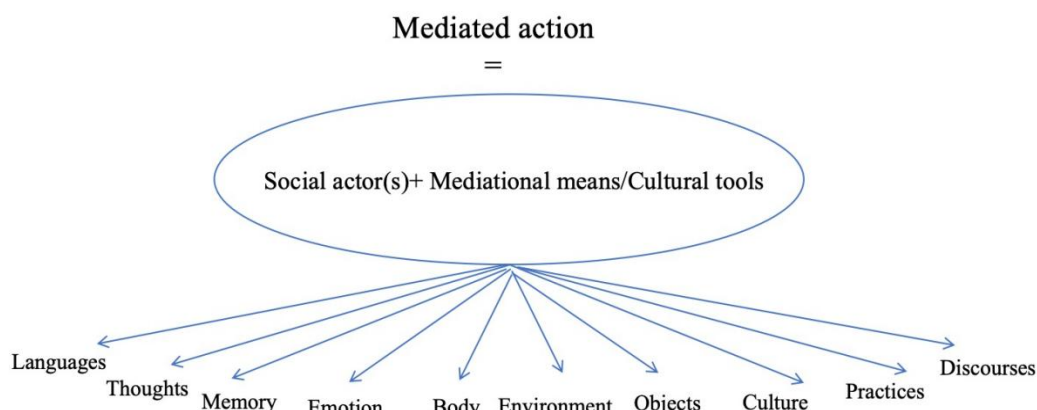 Mediated action
=
Social actor(s)+ Mediational means/Cultural tools
Languages
Thoughts
Memory
Emotion
Body
Environment
Objects
Culture
Practices
Discourses